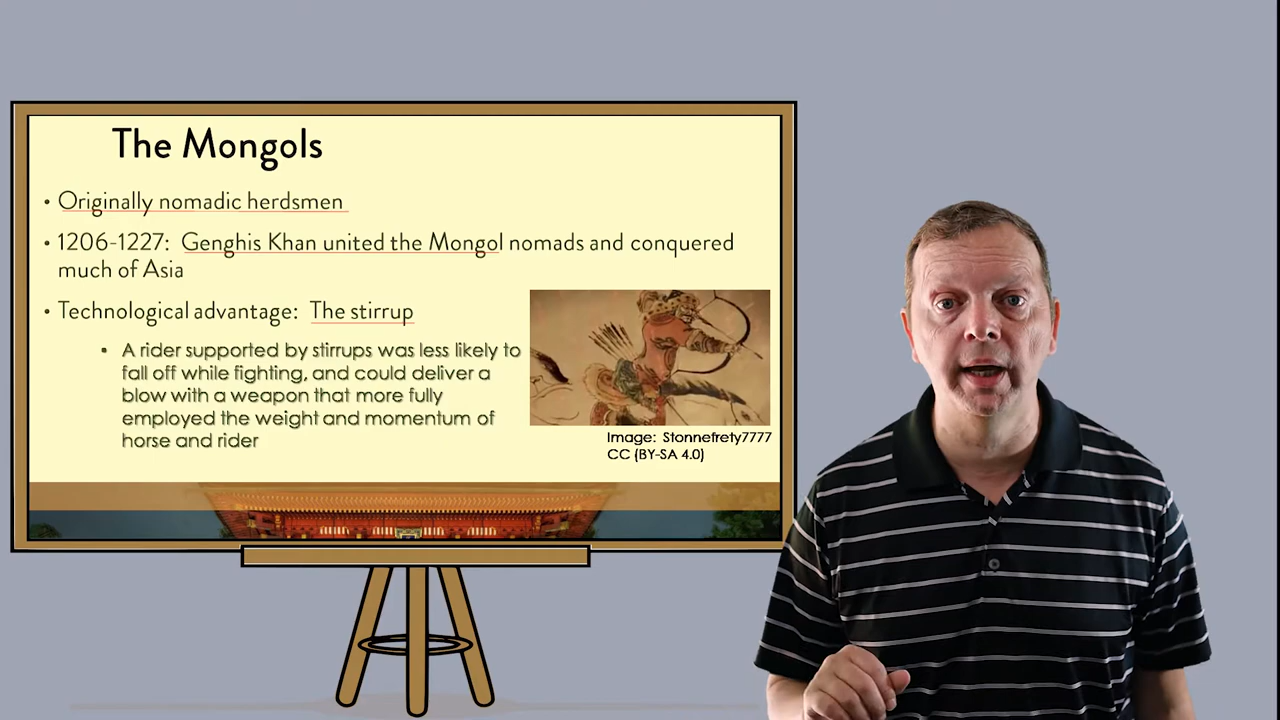 The Mongols
• Originally nomadic herdsmen
• 1206-1227: Genghis Khan united the Mongol nomads and conquered
much of Asia
• Technological advantage: The stirrup
• A rider supported by stirrups was less likely to
fall off while fighting, and could deliver a
blow with a weapon that more fully
employed the weight and momentum of
horse and rider
Image: Stonnefrety7777
CC (BY-SA 4.0)